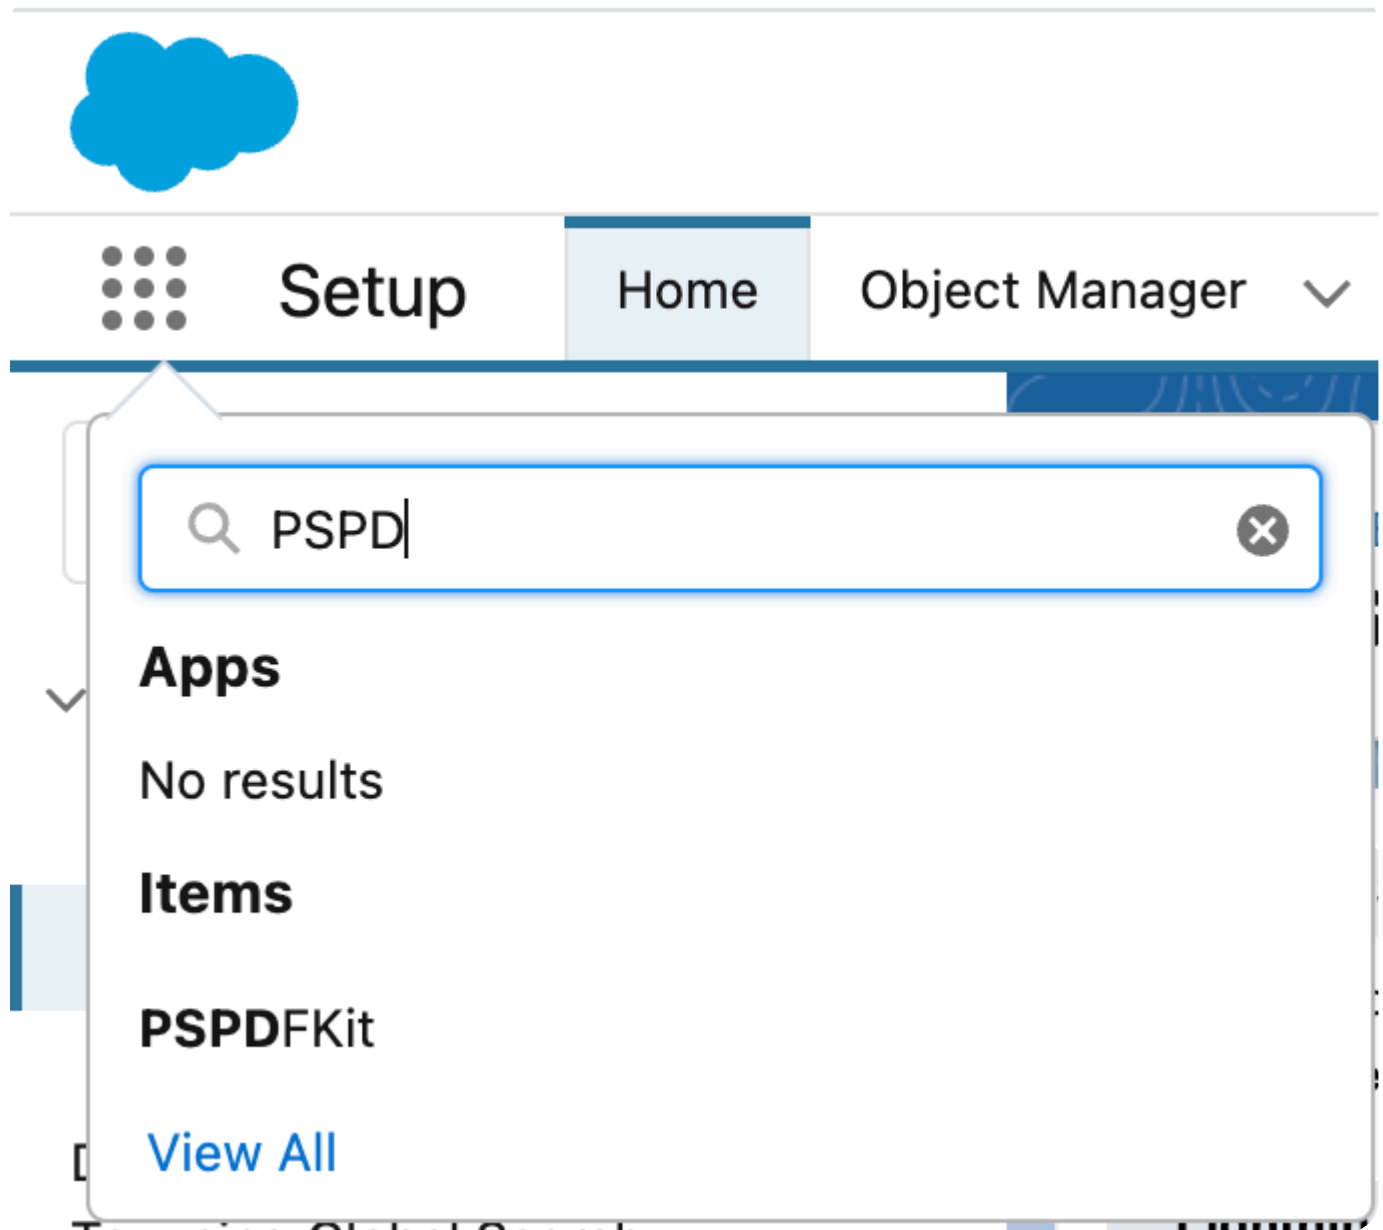 Setup Home Object Manager
PSPD
Apps
No results
Items
PSPDFKit
View All